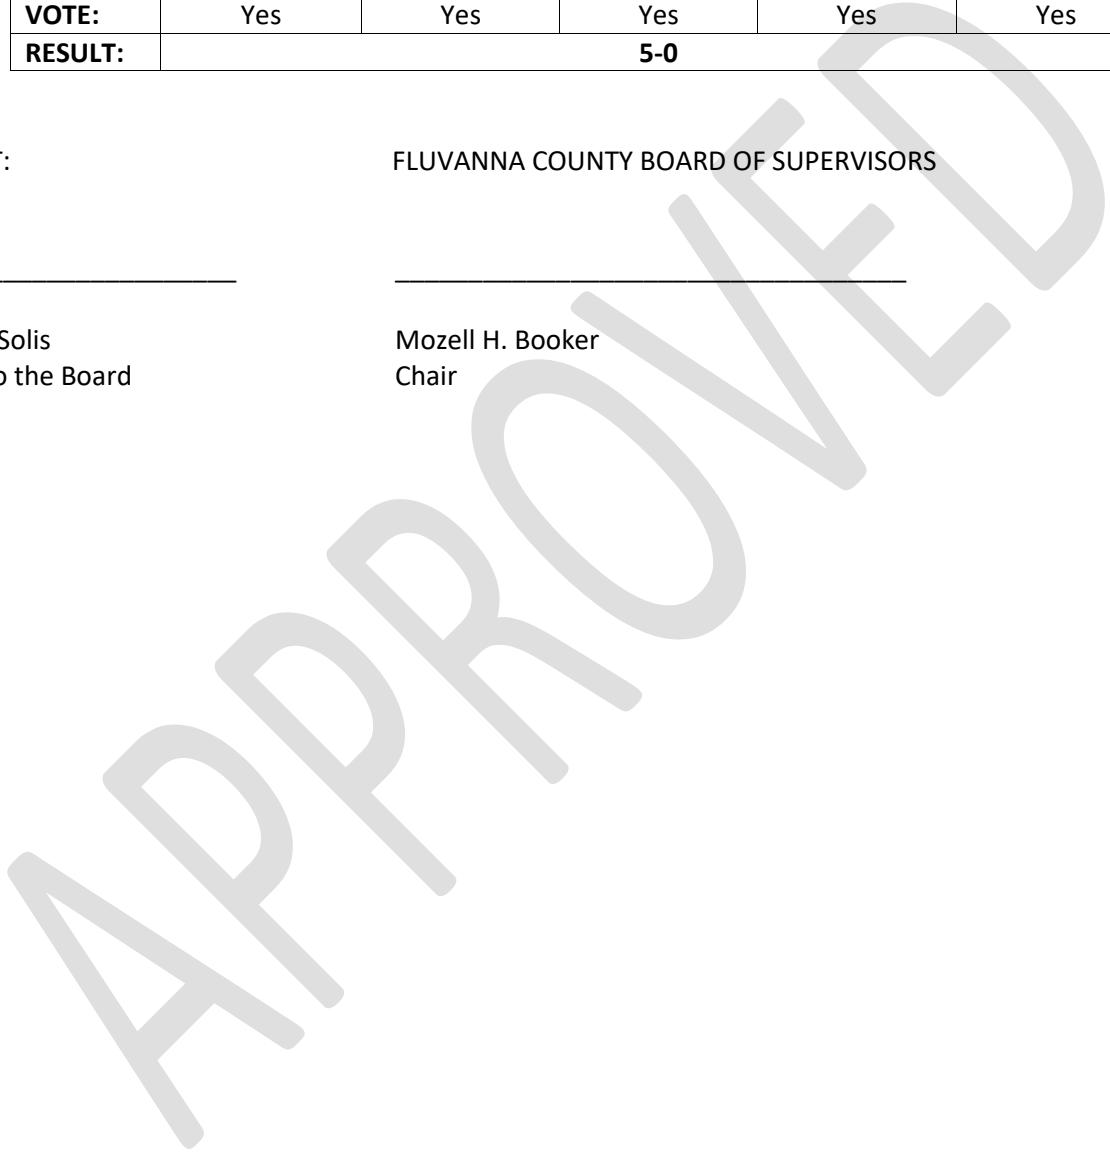 VOTE: Yes Yes Yes Yes Yes
RESULT: 5-0
T: FLUVANNA COUNTY BOARD OF SUPERVISORS
Solis Mozell H. Booker
o the Board Chair
APPROVED